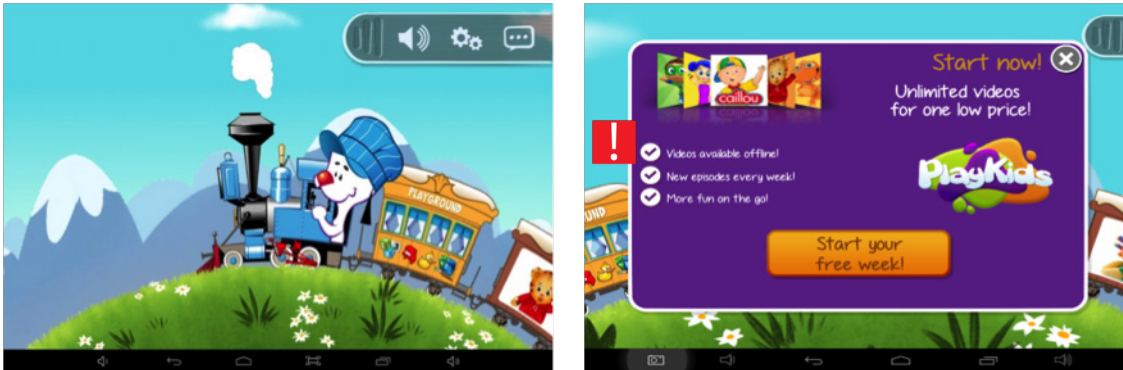 PLAYGROUND
caillou
Start now!
Unlimited videos
for one low price!
!
Videos available offline!
New episodes every week!
More fun on the go!
PlayKids
Start your
free week!
OUND